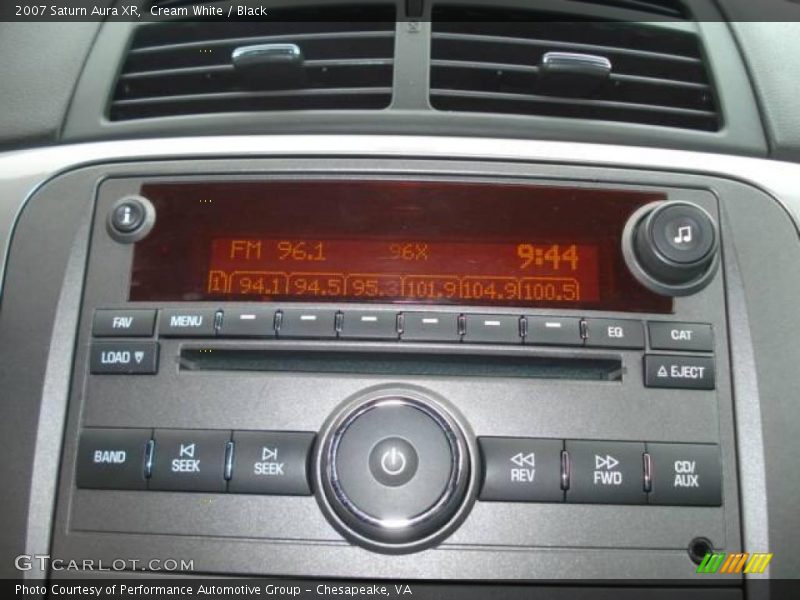 2007 Saturn Aura XR, Cream White / Black
i
FM 96.1 96X 9:44
1 94.1 94.5 95.3 101.9 104.9 100.5
FAV MENU EQ CAT
LOAD EJECT
BAND SEEK SEEK REV FWD CD/AUX
GTCARLOT.COM
Photo Courtesy of Performance Automotive Group - Chesapeake, VA